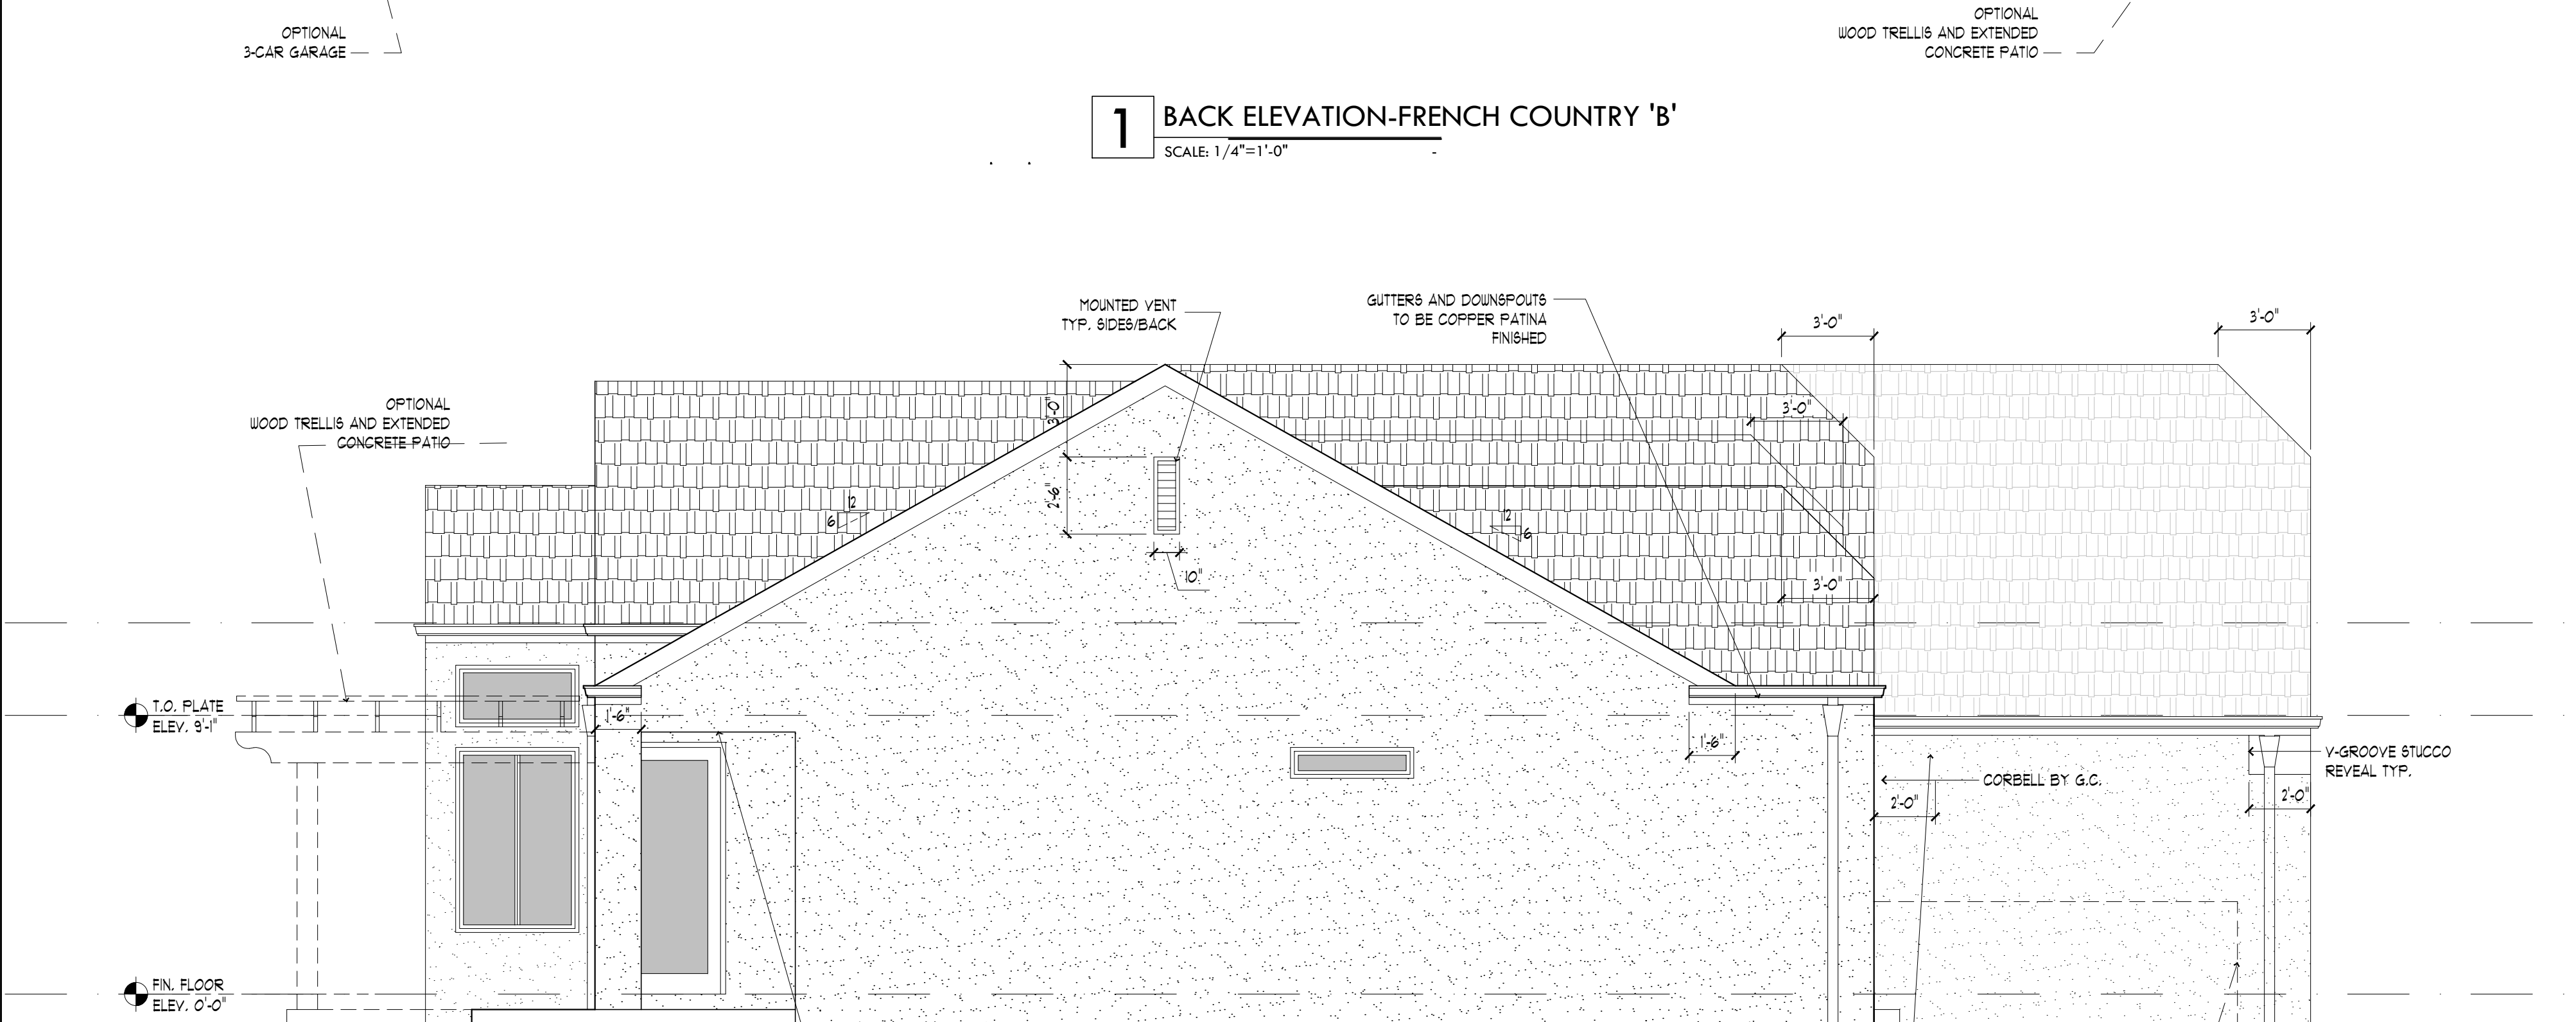 OPTIONAL
3-CAR GARAGE
OPTIONAL
WOOD TRELLIS AND EXTENDED
CONCRETE PATIO
1
BACK ELEVATION-FRENCH COUNTRY 'B'
SCALE: 1/4"=1'-0"
-
MOUNTED VENT
TYP. SIDES/BACK
GUTTERS AND DOWNSPOUTS
TO BE COPPER PATINA
FINISHED
3'-0"
3'-0"
OPTIONAL
WOOD TRELLIS AND EXTENDED
CONCRETE PATIO
3'-0"
3'-0"
2'-6"
12
6
12
6
10"
3'-0"
T.O. PLATE
ELEV. 9'-1"
1'-6"
1'-6"
V-GROOVE STUCCO
REVEAL TYP.
CORBELL BY G.C.
2'-0"
2'-0"
FIN. FLOOR
ELEV. 0'-0"